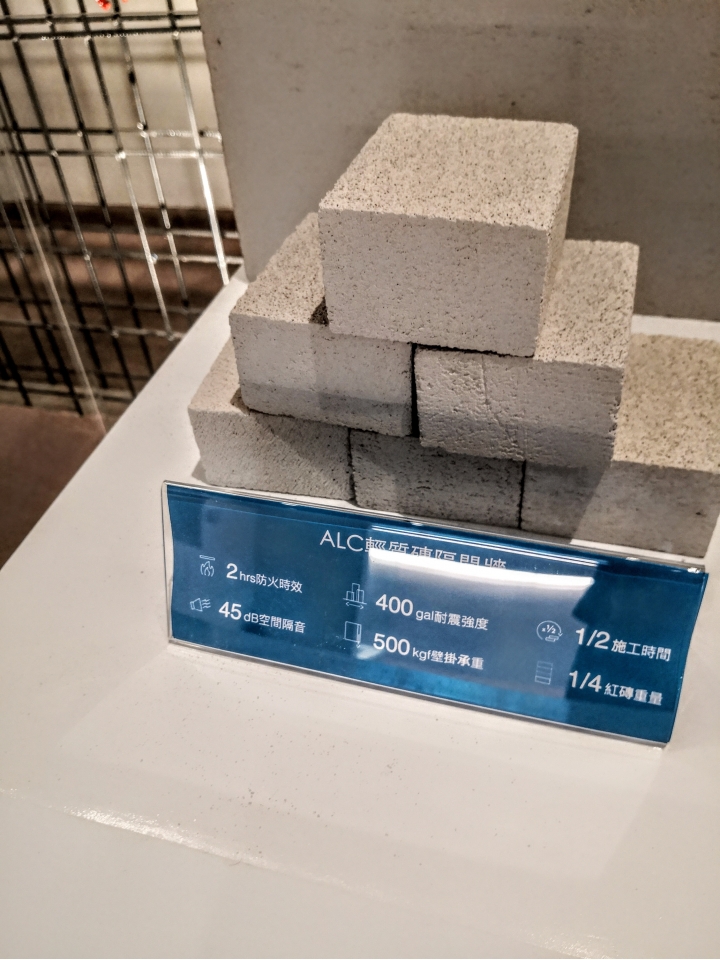 ALC輕質磚隔間牆
2hrs防火時效
45dB空間隔音
400gal耐震強度
500kgf壁掛承重
x1/2
1/2施工時間
1/4紅磚重量